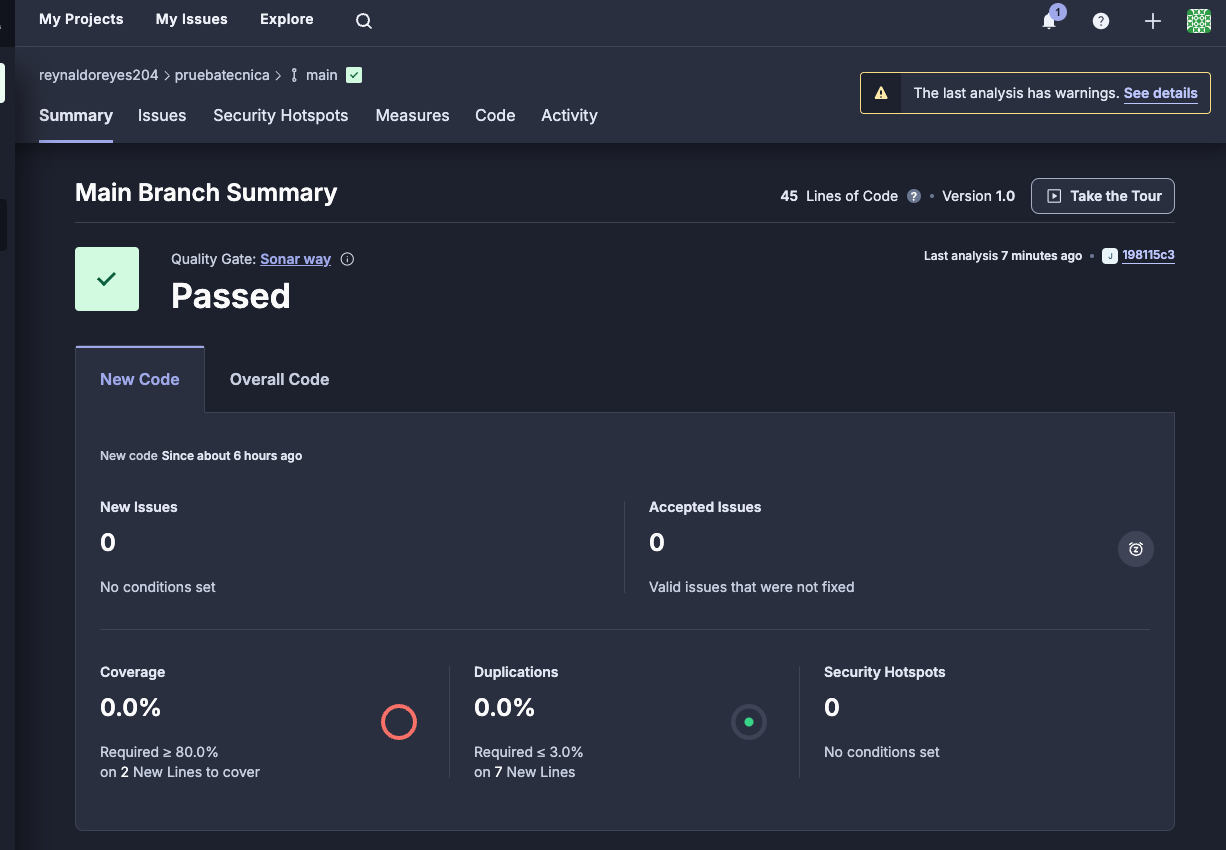 My Projects My Issues Explore 1 ?
reynaldoreyes204 > pruebatecnica > main
The last analysis has warnings. See details
Summary Issues Security Hotspots Measures Code Activity
Main Branch Summary
45 Lines of Code ? • Version 1.0 Take the Tour
Quality Gate: Sonar way
Last analysis 7 minutes ago • J 198115c3
Passed
New Code Overall Code
New code Since about 6 hours ago
New Issues
0
No conditions set
Accepted Issues
0
Valid issues that were not fixed
Coverage
0.0%
Required ≥ 80.0%
on 2 New Lines to cover
Duplications
0.0%
Required ≤ 3.0%
on 7 New Lines
Security Hotspots
0
No conditions set